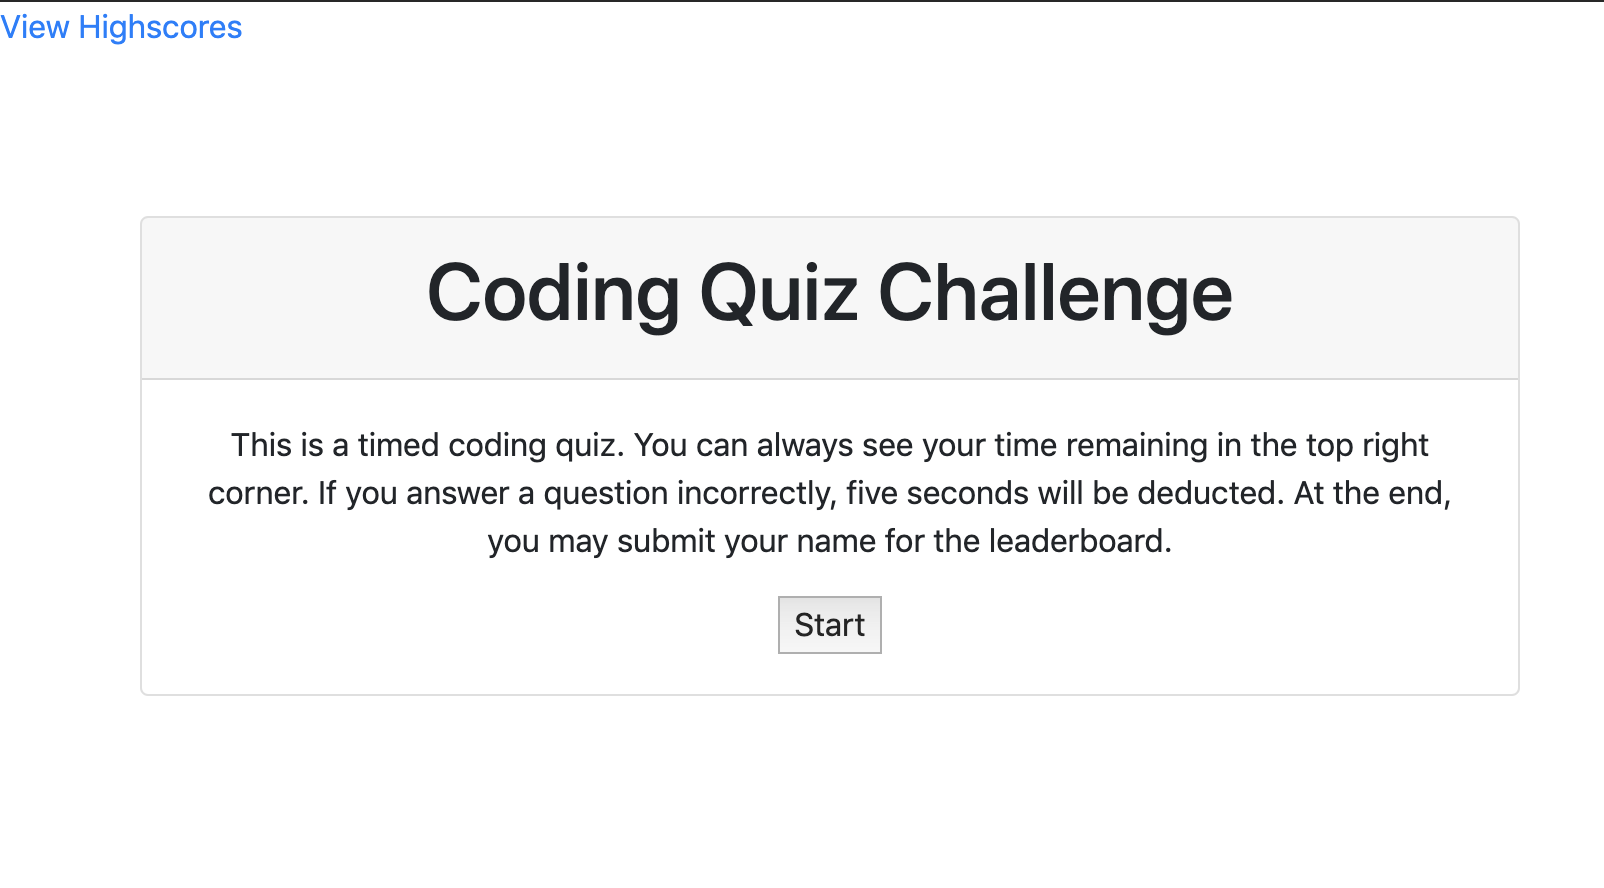 View Highscores
Coding Quiz Challenge
This is a timed coding quiz. You can always see your time remaining in the top right
corner. If you answer a question incorrectly, five seconds will be deducted. At the end,
you may submit your name for the leaderboard.
Start